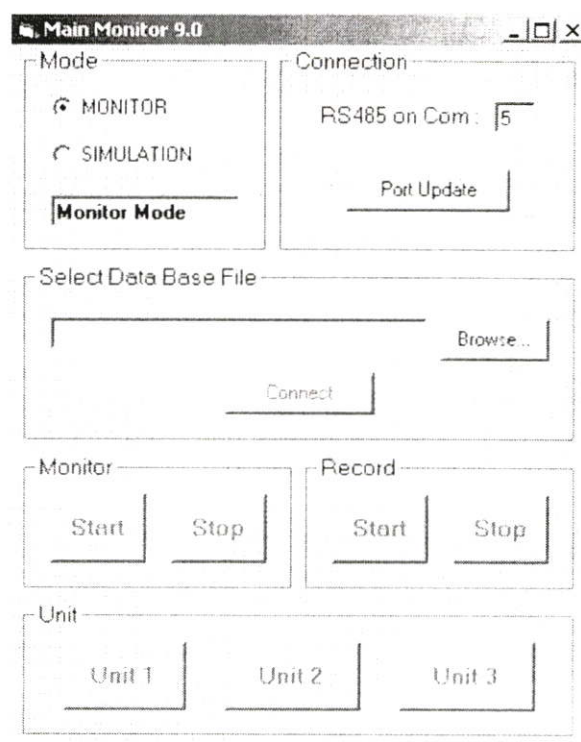 Main Monitor 9.0
Mode
MONITOR
SIMULATION
Monitor Mode
Connection
RS485 on Com : 5
Port Update
Select Data Base File
Browse...
Connect
Monitor
Start Stop
Record
Start Stop
Unit
Unit 1 Unit 2 Unit 3